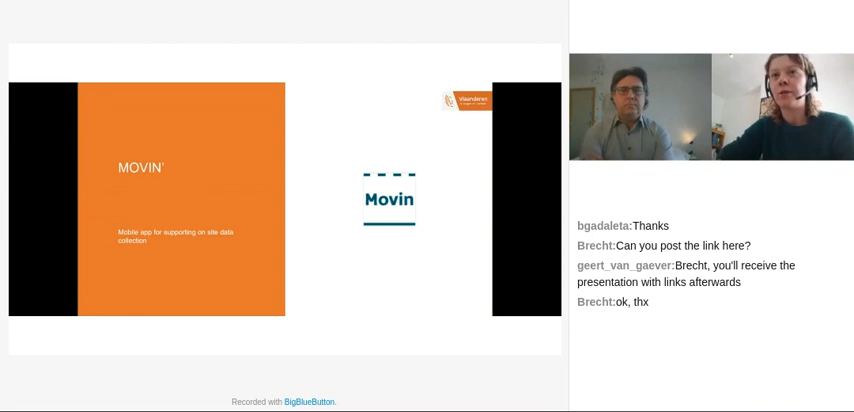 MOVIN'
Mobile app for supporting on site data
collection
Vlaanderen
Movin
bgadaleta:Thanks
Brecht:Can you post the link here?
geert_van_gaever:Brecht, you'll receive the
presentation with links afterwards
Brecht:ok, thx
Recorded with BigBlueButton.